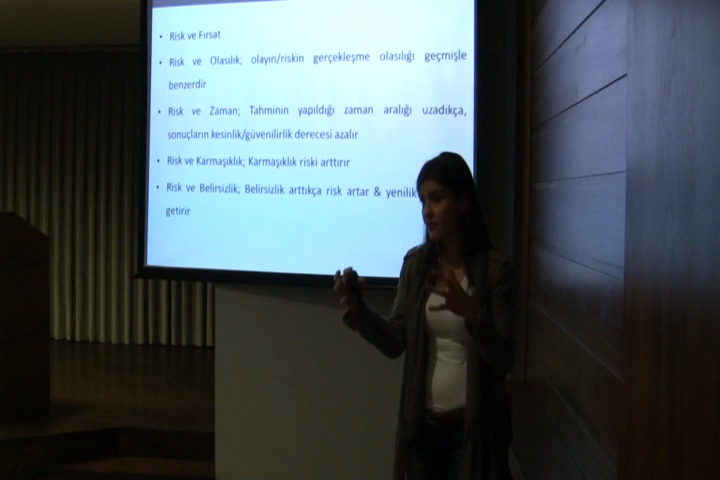 • Risk ve Fırsat
• Risk ve Olasılık; olayın/riskin gerçekleşme olasılığı geçmişle
benzerdir
• Risk ve Zaman; Tahminin yapıldığı zaman aralığı uzadıkça,
sonuçların kesinlik/güvenilirlik derecesi azalır
• Risk ve Karmaşıklık; Karmaşıklık riski arttırır
• Risk ve Belirsizlik; Belirsizlik arttıkça risk artar & yenilik
getirir